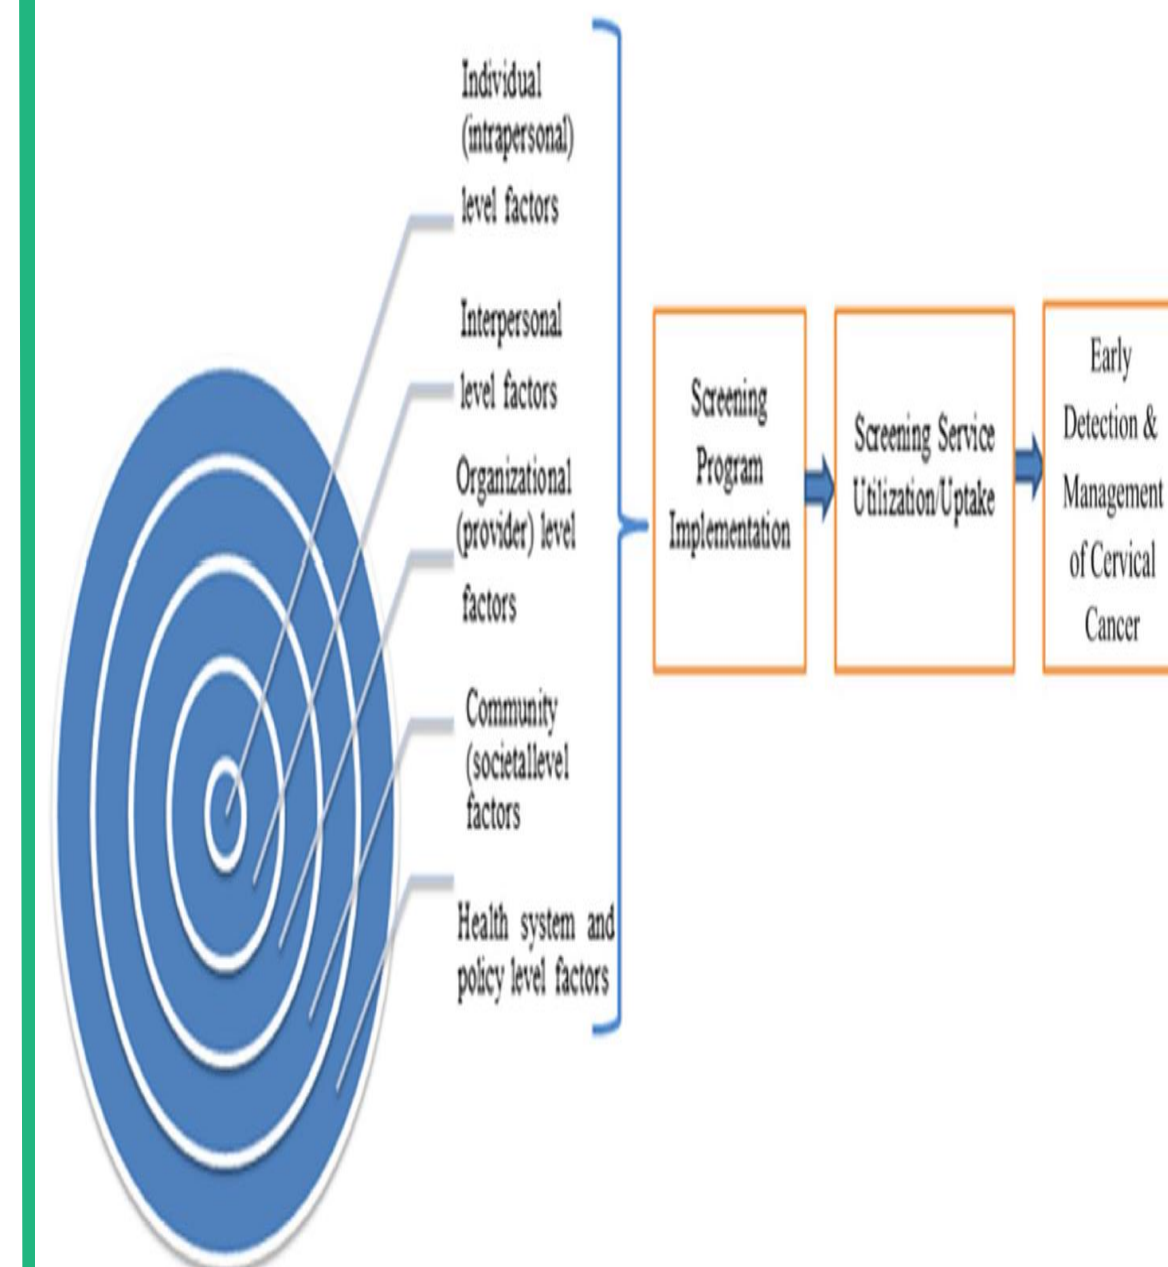 Individual
(intrapersonal)
level factors
Interpersonal
level factors
Organizational
(provider) level
factors
Community
(societallevel
factors
Health system and
policy level factors
Screening
Program
Implementation
Screening Service
Utilization/Uptake
Early
Detection &
Management
of Cervical
Cancer